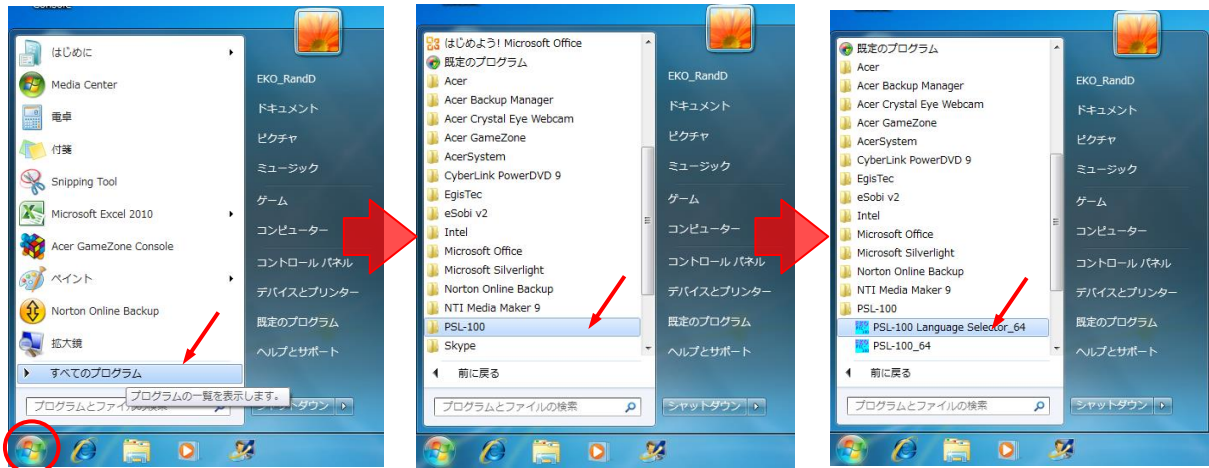 Console
はじめに
Media Center
電卓
付箋
Snipping Tool
Microsoft Excel 2010
Acer GameZone Console
ペイント
Norton Online Backup
拡大鏡
すべてのプログラム
プログラムの一覧を表示します。
プログラムとファイルの検索
EKO_RandD
ドキュメント
ピクチャ
ミュージック
ゲーム
コンピューター
コントロール パネル
デバイスとプリンター
既定のプログラム
ヘルプとサポート
シャットダウン
はじめよう! Microsoft Office
既定のプログラム
Acer
Acer Backup Manager
Acer Crystal Eye Webcam
Acer GameZone
AcerSystem
CyberLink PowerDVD 9
EgisTec
eSobi v2
Intel
Microsoft Office
Microsoft Silverlight
Norton Online Backup
NTI Media Maker 9
PSL-100
Skype
前に戻る
プログラムとファイルの検索
EKO_RandD
ドキュメント
ピクチャ
ミュージック
ゲーム
コンピューター
コントロール パネル
デバイスとプリンター
既定のプログラム
ヘルプとサポート
シャットダウン
既定のプログラム
Acer
Acer Backup Manager
Acer Crystal Eye Webcam
Acer GameZone
AcerSystem
CyberLink PowerDVD 9
EgisTec
eSobi v2
Intel
Microsoft Office
Microsoft Silverlight
Norton Online Backup
NTI Media Maker 9
PSL-100
PSL-100 Language Selector_64
PSL-100_64
前に戻る
プログラムとファイルの検索
EKO_RandD
ドキュメント
ピクチャ
ミュージック
ゲーム
コンピューター
コントロール パネル
デバイスとプリンター
既定のプログラム
ヘルプとサポート
シャットダウン